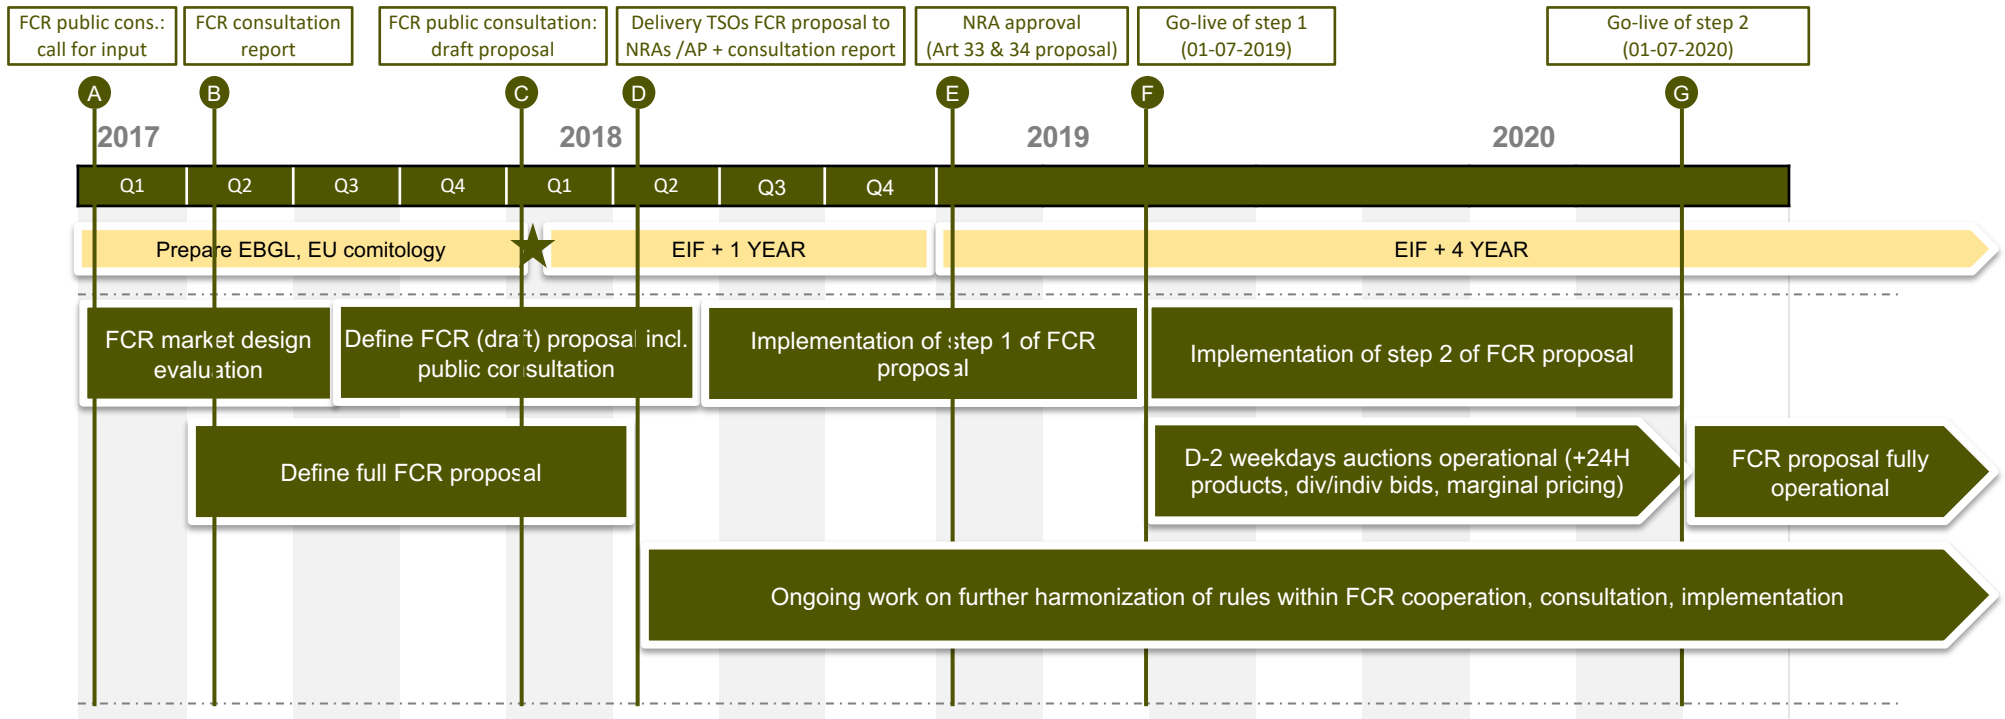 FCR public cons.:
call for input
FCR consultation
report
FCR public consultation:
draft proposal
Delivery TSOs FCR proposal to
NRAs /AP + consultation report
NRA approval
(Art 33 & 34 proposal)
Go-live of step 1
(01-07-2019)
Go-live of step 2
(01-07-2020)
A
B
C
D
E
F
G
2017
2018
2019
2020
Q1
Q2
Q3
Q4
Q1
Q2
Q3
Q4
Prepare EBGL, EU comitology
EIF + 1 YEAR
EIF + 4 YEAR
FCR market design
evaluation
Define FCR (draft) proposal incl.
public consultation
Implementation of step 1 of FCR
proposal
Implementation of step 2 of FCR proposal
Define full FCR proposal
D-2 weekdays auctions operational (+24H
products, div/indiv bids, marginal pricing)
FCR proposal fully
operational
Ongoing work on further harmonization of rules within FCR cooperation, consultation, implementation